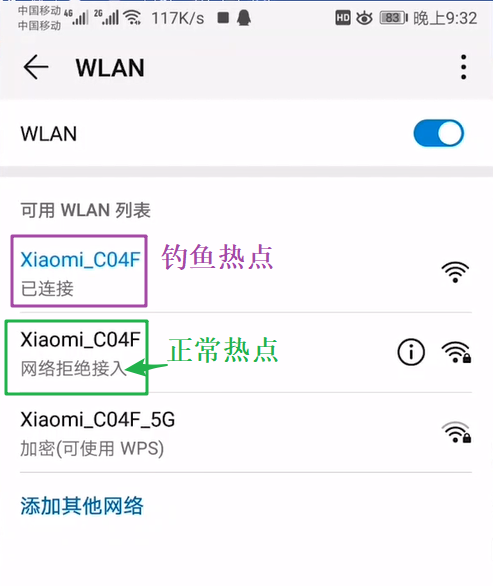 中国移动 4G 2G 117K/s HD 83 晚上9:32
中国移动
WLAN
WLAN
可用 WLAN 列表
Xiaomi_C04F 钓鱼热点
已连接
Xiaomi_C04F 正常热点
网络拒绝接入
Xiaomi_C04F_5G
加密(可使用 WPS)
添加其他网络